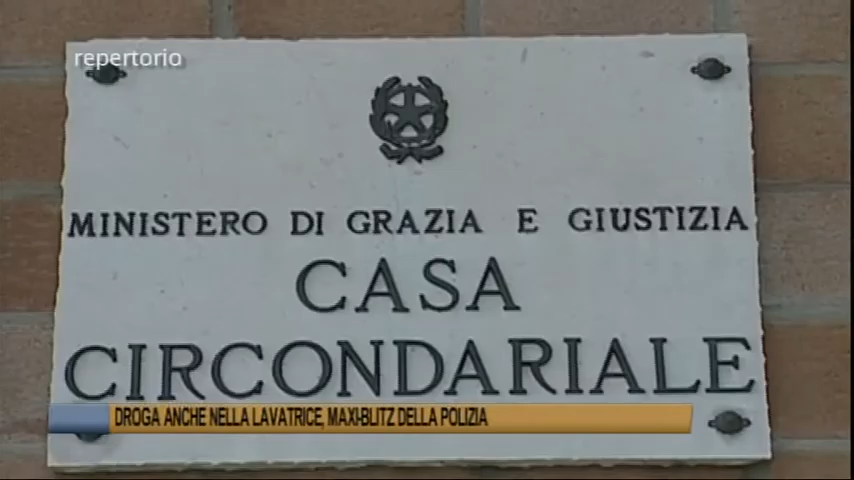 repertorio
MINISTERO DI GRAZIA E GIUSTIZIA
CASA
CIRCONDARIALE
DROGA ANCHE NELLA LAVATRICE, MAXI-BLITZ DELLA POLIZIA